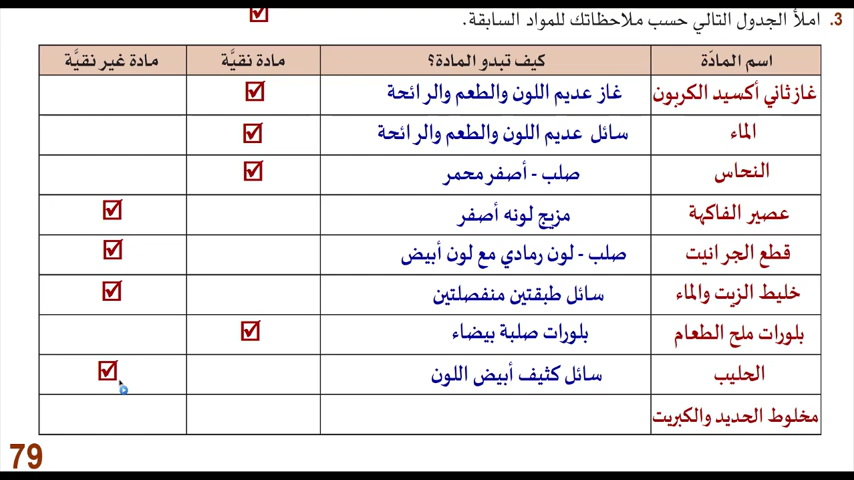 3. املأ الجدول التالي حسب ملاحظاتك للمواد السابقة.
اسم المادّة كيف تبدو المادة؟ مادة نقيَّة مادة غير نقيَّة
غاز ثاني أكسيد الكربون غاز عديم اللون والطعم والرائحة
الماء سائل عديم اللون والطعم والرائحة
النحاس صلب - أصفر محمر
عصير الفاكهة مزيج لونه أصفر
قطع الجرانيت صلب - لون رمادي مع لون أبيض
خليط الزيت والماء سائل طبقتين منفصلتين
بلورات ملح الطعام بلورات صلبة بيضاء
الحليب سائل كثيف أبيض اللون
مخلوط الحديد والكبريت
79